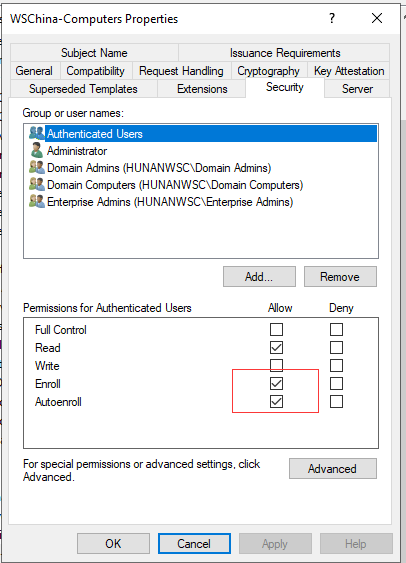 WSChina-Computers Properties
Subject Name Issuance Requirements
General Compatibility Request Handling Cryptography Key Attestation
Superseded Templates Extensions Security Server
Group or user names:
Authenticated Users
Administrator
Domain Admins (HUNANWSC\Domain Admins)
Domain Computers (HUNANWSC\Domain Computers)
Enterprise Admins (HUNANWSC\Enterprise Admins)
Add... Remove
Permissions for Authenticated Users Allow Deny
Full Control
Read
Write
Enroll
Autoenroll
For special permissions or advanced settings, click
Advanced. Advanced
OK Cancel Apply Help